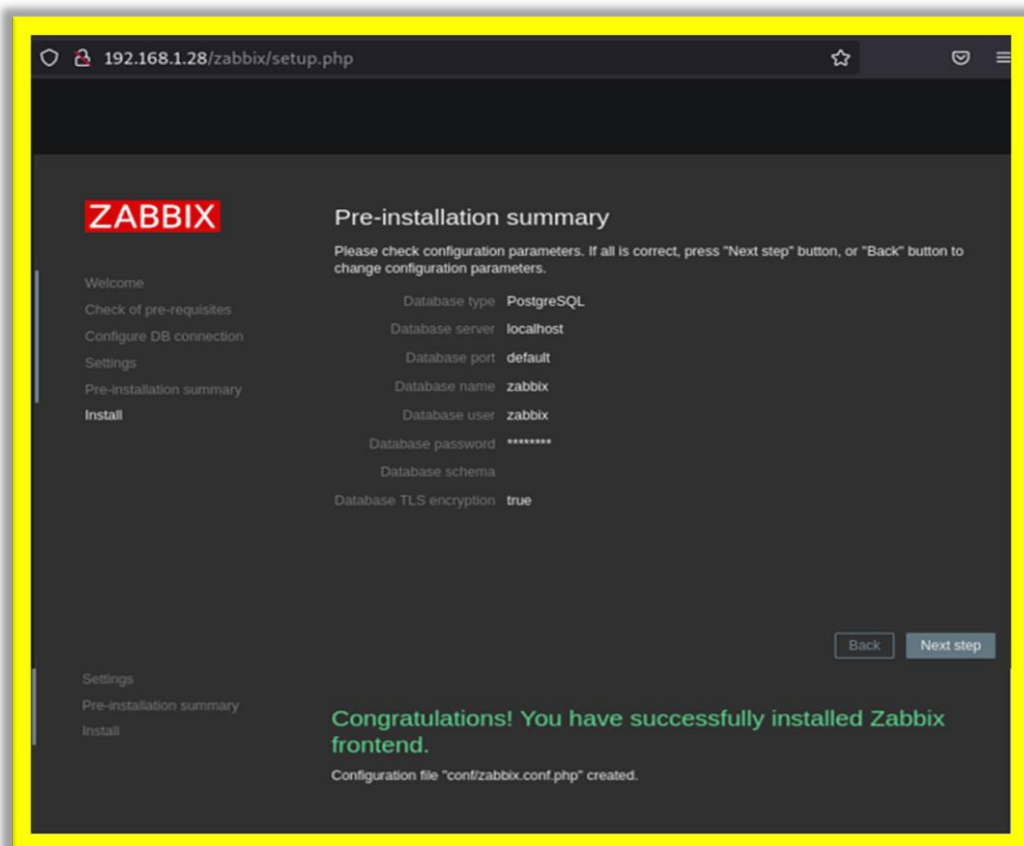 192.168.1.28/zabbix/setup.php
ZABBIX
Welcome
Check of pre-requisites
Configure DB connection
Settings
Pre-installation summary
Install
Pre-installation summary
Please check configuration parameters. If all is correct, press "Next step" button, or "Back" button to
change configuration parameters.
Database type PostgreSQL
Database server localhost
Database port default
Database name zabbix
Database user zabbix
Database password ********
Database schema
Database TLS encryption true
Back Next step
Settings
Pre-installation summary
Install
Congratulations! You have successfully installed Zabbix
frontend.
Configuration file "conf/zabbix.conf.php" created.